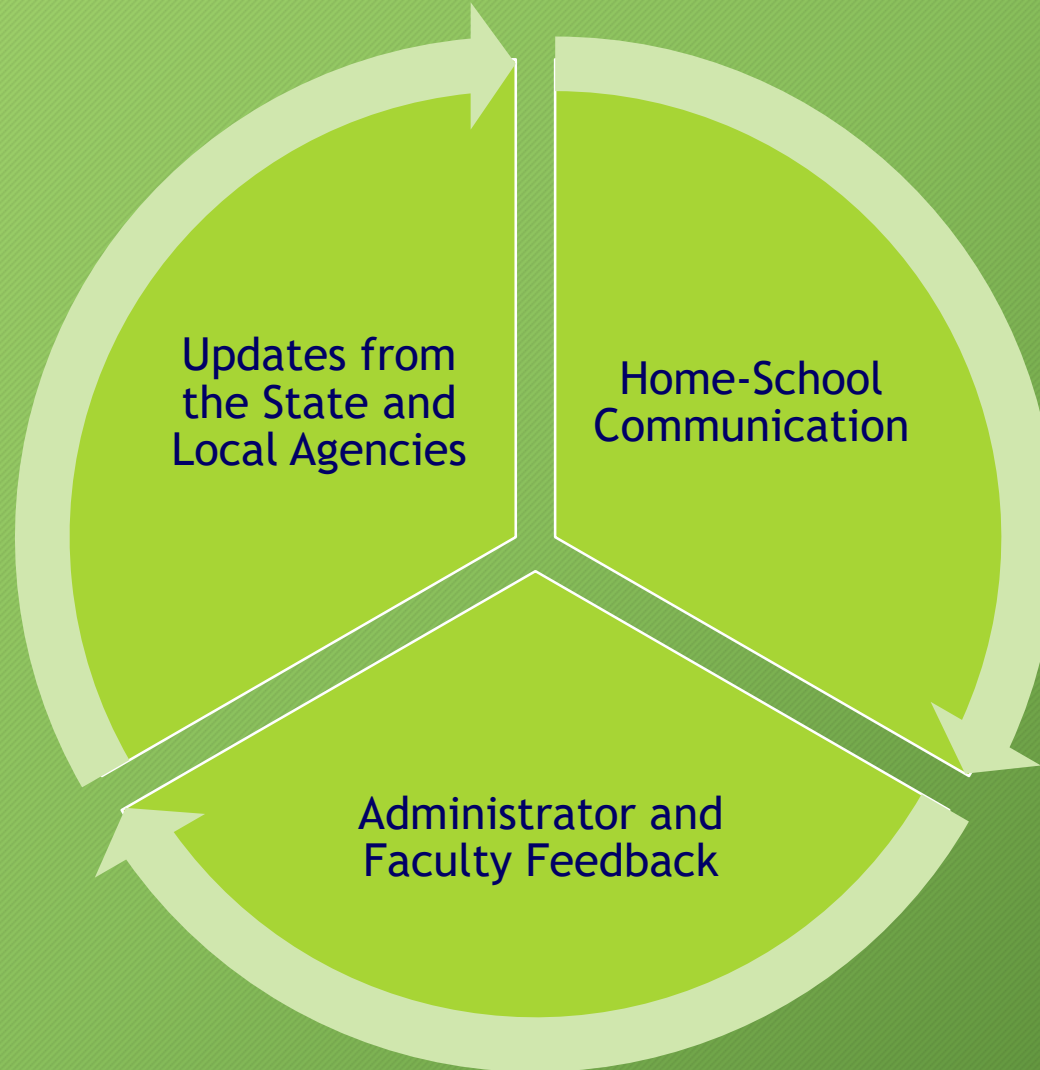 Updates from
the State and
Local Agencies
Home-School
Communication
Administrator and
Faculty Feedback